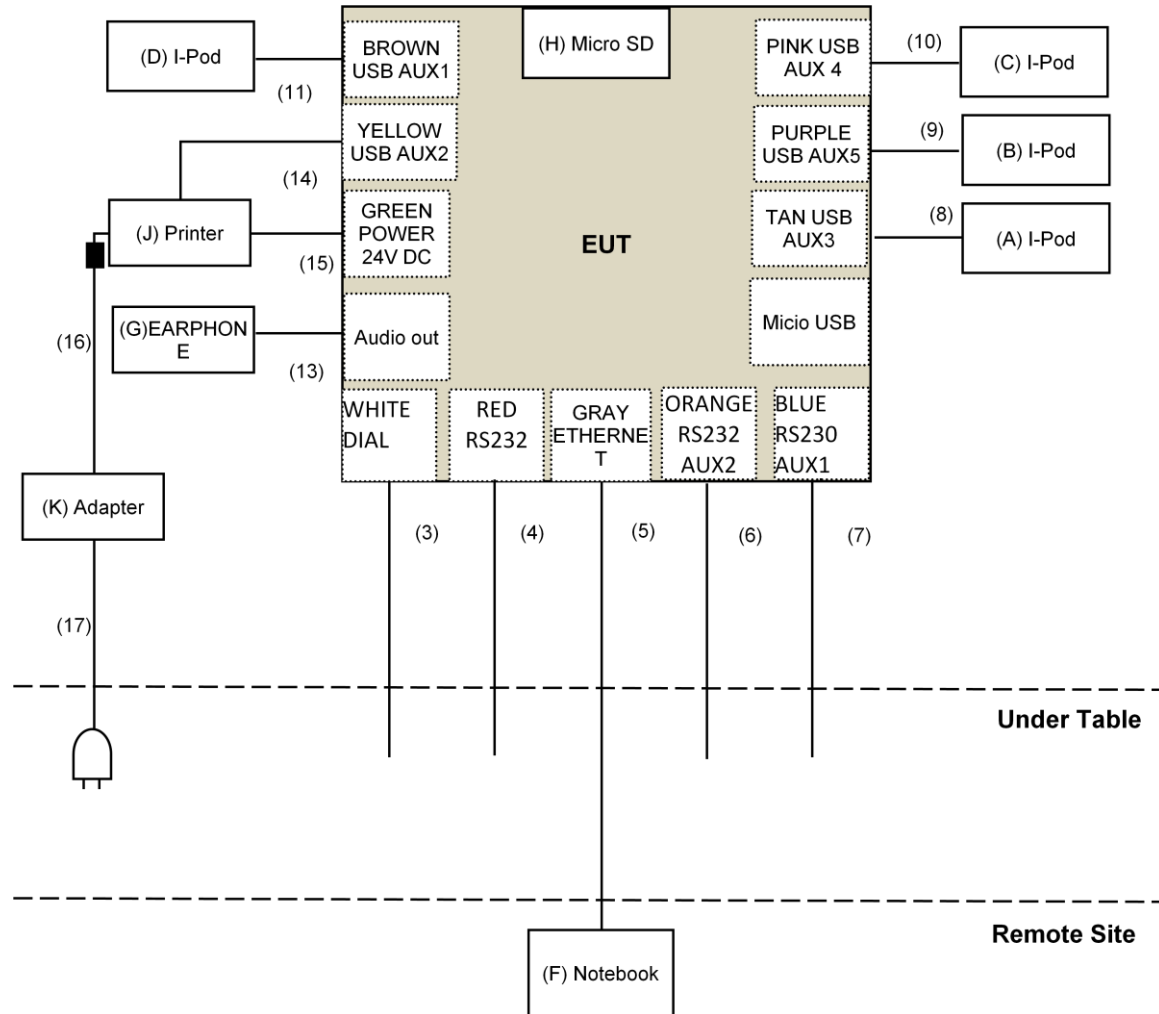 (D) I-Pod
BROWN
USB AUX1
(H) Micro SD
PINK USB
AUX 4
(10)
(C) I-Pod
(11)
YELLOW
USB AUX2
PURPLE
USB AUX5
(9)
(B) I-Pod
(14)
(J) Printer
GREEN
POWER
24V DC
EUT
TAN USB
AUX3
(8)
(A) I-Pod
(15)
(16)
(G)EARPHON
E
Audio out
Micio USB
(13)
WHITE
DIAL
RED
RS232
GRAY
ETHERNE
T
ORANGE
RS232
AUX2
BLUE
RS230
AUX1
(K) Adapter
(3)
(4)
(5)
(6)
(7)
(17)
Under Table
Remote Site
(F) Notebook